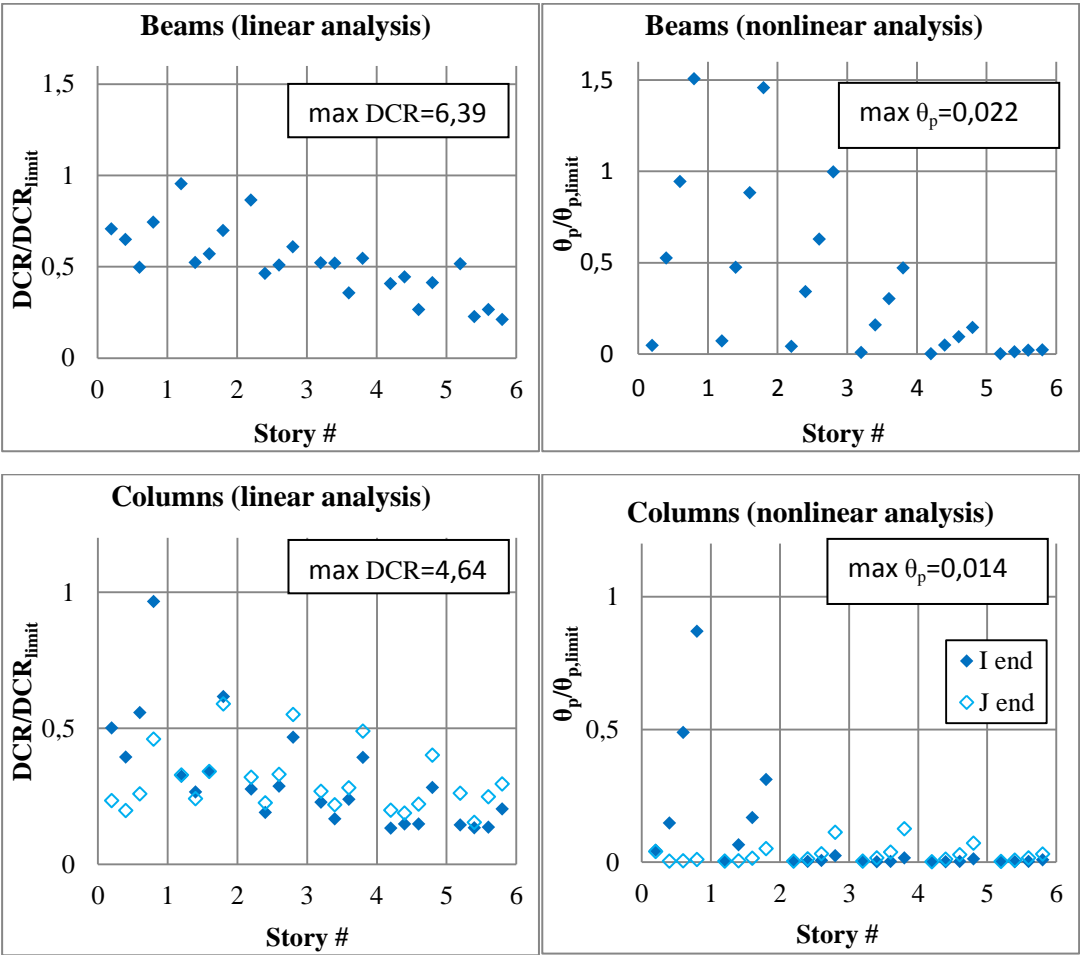 Beams (linear analysis)
max DCR=6,39
DCR/DCRlimit
1,5
1
0,5
0
0 1 2 3 4 5 6
Story #
Beams (nonlinear analysis)
max θp=0,022
θp/θp,limit
1,5
1
0,5
0
0 1 2 3 4 5 6
Story #
Columns (linear analysis)
max DCR=4,64
DCR/DCRlimit
1
0,5
0
0 1 2 3 4 5 6
Story #
Columns (nonlinear analysis)
max θp=0,014
θp/θp,limit
1
0,5
0
I end
J end
0 1 2 3 4 5 6
Story #